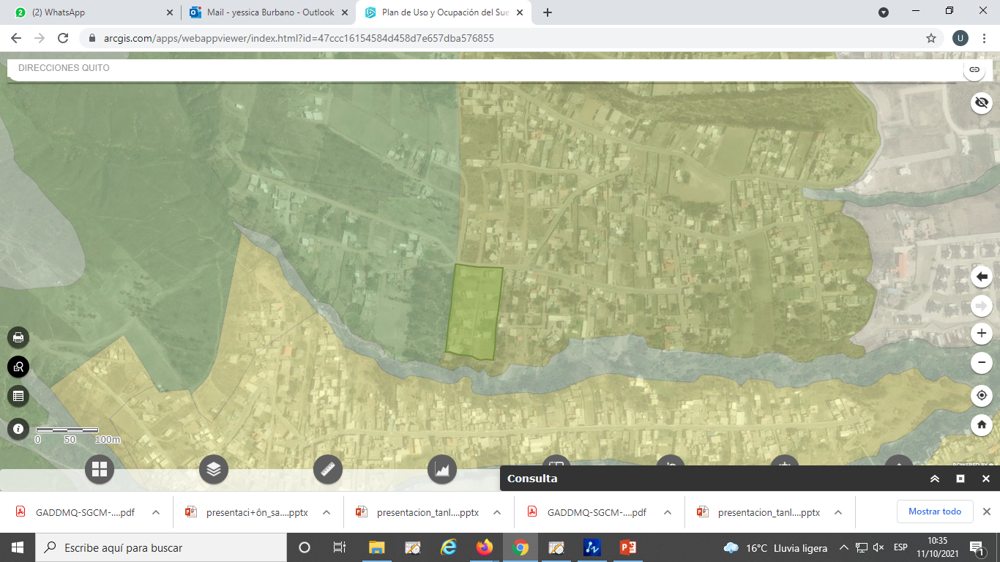 (2) WhatsApp
Mail - yessica Burbano - Outlook
Plan de Uso y Ocupación del Sue
arcgis.com/apps/webappviewer/index.html?id=47ccc16154584d458d7e657dba576855
U
DIRECCIONES QUITO
0 50 100m
POWERED BY
Consulta
GADDMQ-SGCM-....pdf
presentaci+ôn_sa....pptx
presentacion_tanl....pptx
GADDMQ-SGCM-....pdf
presentacion_tanl....pptx
Mostrar todo
Escribe aquí para buscar
16°C Lluvia ligera
ESP
10:35
11/10/2021
1